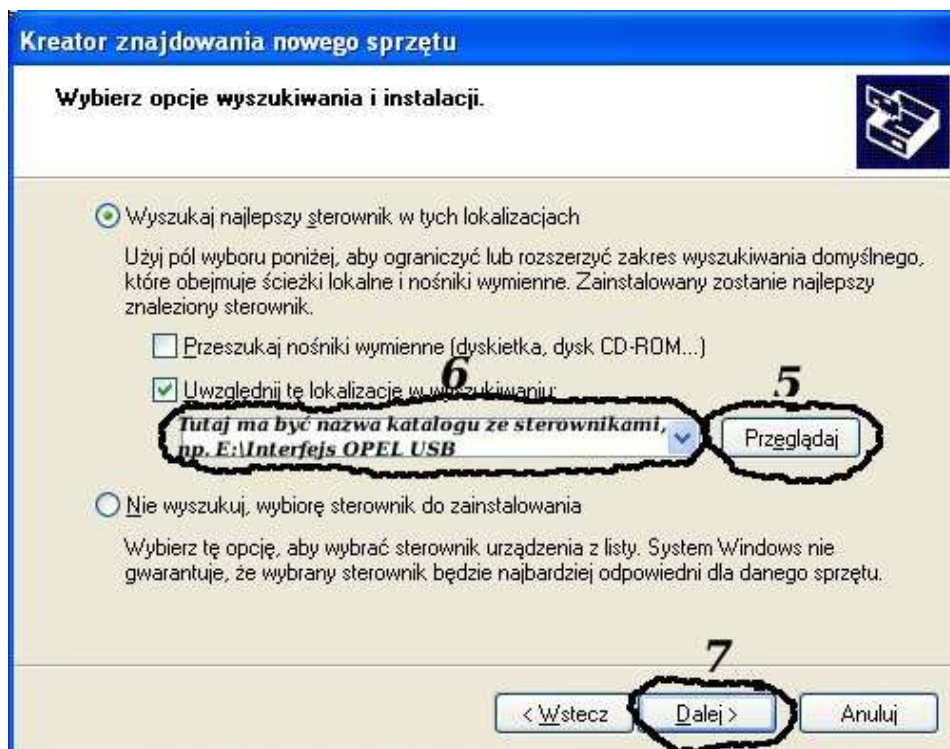 Kreator znajdowania nowego sprzętu
Wybierz opcje wyszukiwania i instalacji.
Wyszukaj najlepszy sterownik w tych lokalizacjach
Użyj pól wyboru poniżej, aby ograniczyć lub rozszerzyć zakres wyszukiwania domyślnego,
które obejmuje ścieżki lokalne i nośniki wymienne. Zainstalowany zostanie najlepszy
znaleziony sterownik.
Przeszukaj nośniki wymienne (dyskietka, dysk CD-ROM...)
6
5
Uwzględnij tę lokalizację w wyszukiwaniu:
Tutaj ma być nazwa katalogu ze sterownikami,
np. E:\Interfejs OPEL USB
Przeglądaj
Nie wyszukuj, wybiorę sterownik do zainstalowania
Wybierz tę opcję, aby wybrać sterownik urządzenia z listy. System Windows nie
gwarantuje, że wybrany sterownik będzie najbardziej odpowiedni dla danego sprzętu.
7
< Wstecz Dalej > Anuluj